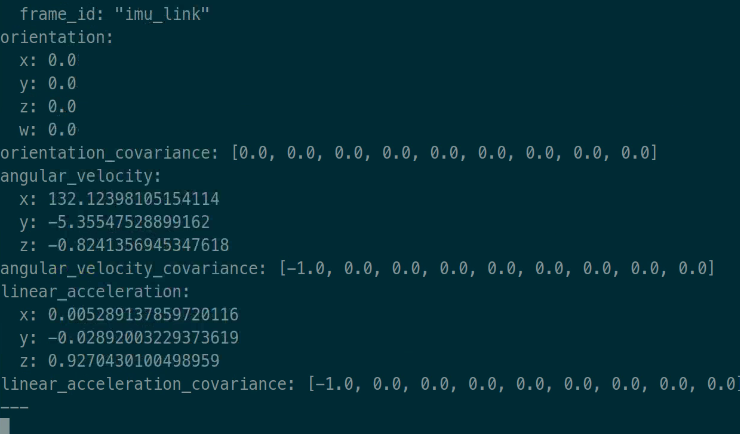 frame_id: "imu_link"
orientation:
  x: 0.0
  y: 0.0
  z: 0.0
  w: 0.0
orientation_covariance: [0.0, 0.0, 0.0, 0.0, 0.0, 0.0, 0.0, 0.0, 0.0]
angular_velocity:
  x: 132.12398105154114
  y: -5.35547528899162
  z: -0.8241356945347618
angular_velocity_covariance: [-1.0, 0.0, 0.0, 0.0, 0.0, 0.0, 0.0, 0.0, 0.0]
linear_acceleration:
  x: 0.005289137859720116
  y: -0.02892003229373619
  z: 0.9270430100498959
linear_acceleration_covariance: [-1.0, 0.0, 0.0, 0.0, 0.0, 0.0, 0.0, 0.0, 0.0]
---